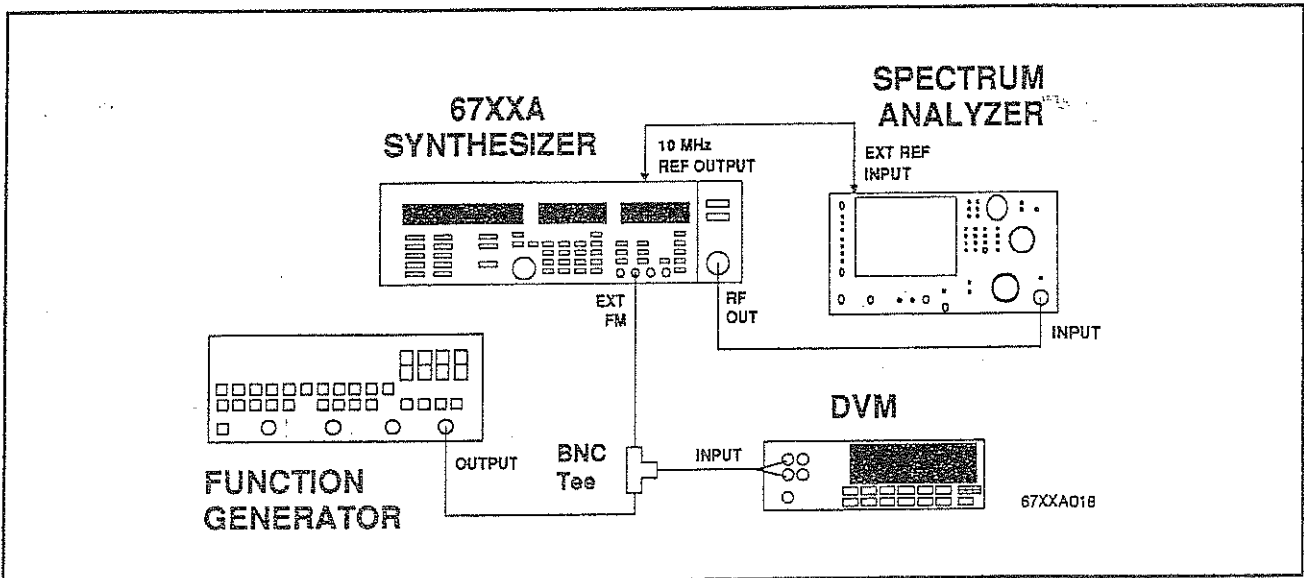 67XXA
SYNTHESIZER
10 MHz
REF OUTPUT
SPECTRUM
ANALYZER
EXT REF
INPUT
EXT
FM
RF
OUT
INPUT
FUNCTION
GENERATOR
OUTPUT
BNC
Tee
INPUT
DVM
67XXA018